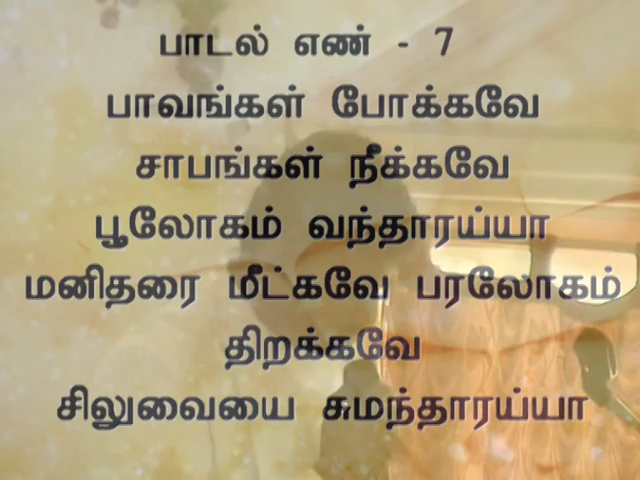 பாடல் எண் - 7
பாவங்கள் போக்கவே
சாபங்கள் நீக்கவே
பூலோகம் வந்தாரய்யா
மனிதரை மீட்கவே பரலோகம்
திறக்கவே
சிலுவையை சுமந்தாரய்யா